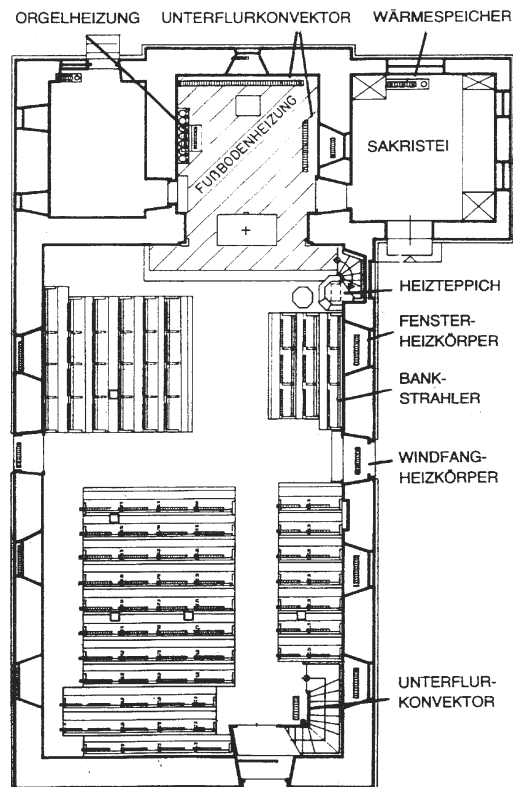 ORGELHEIZUNG
UNTERFLURKONVEKTOR
WÄRMESPEICHER
FUẞBODENHEIZUNG
SAKRISTEI
HEIZTEPPICH
FENSTER-
HEIZKÖRPER
BANK-
STRAHLER
WINDFANG-
HEIZKÖRPER
UNTERFLUR-
KONVEKTOR